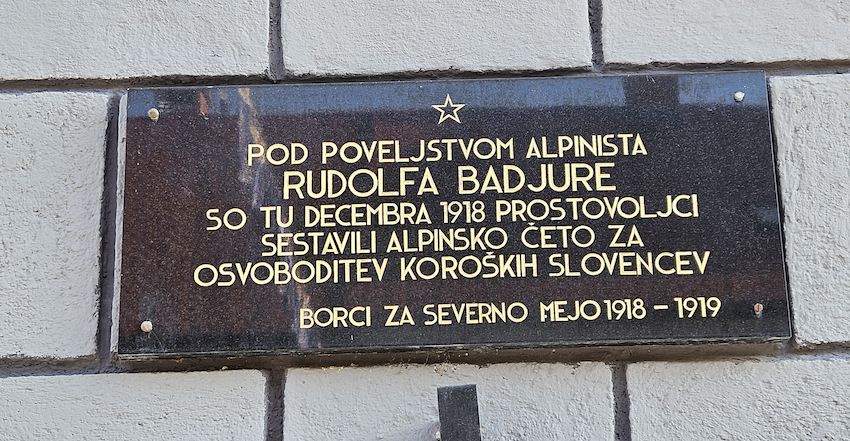 POD POVELJSTVOM ALPINISTA
RUDOLFA BADJURE
SO TU DECEMBRA 1918 PROSTOVOLJCI
SESTAVILI ALPINSKO ČETO ZA
OSVOBODITEV KOROŠKIH SLOVENCEV
BORCI ZA SEVERNO MEJO 1918 – 1919